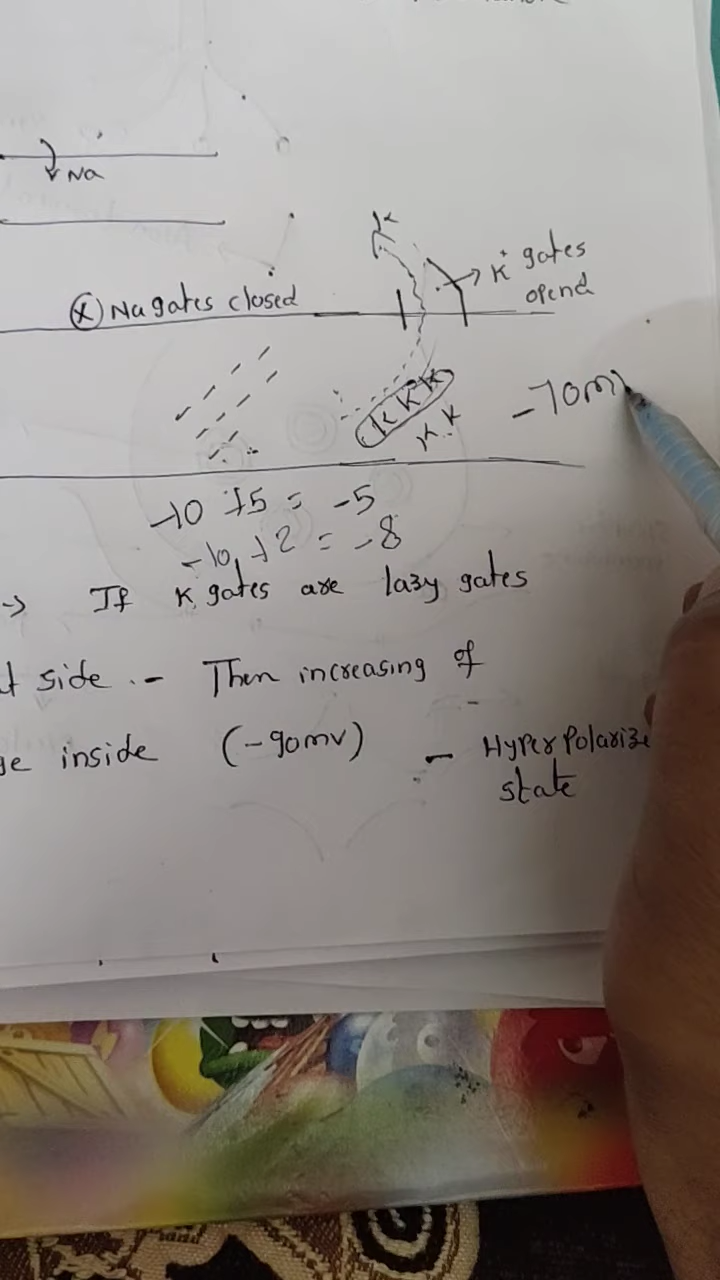 Na
K
K+ gates
opend
(X) Na gates closed
K K K
K K
-70m
-10 +5 = -5
-10 +2 = -8
-> If K gates are lazy gates
t side - Then increasing of
-
ge inside (-90mv) - Hyper Polarize
state